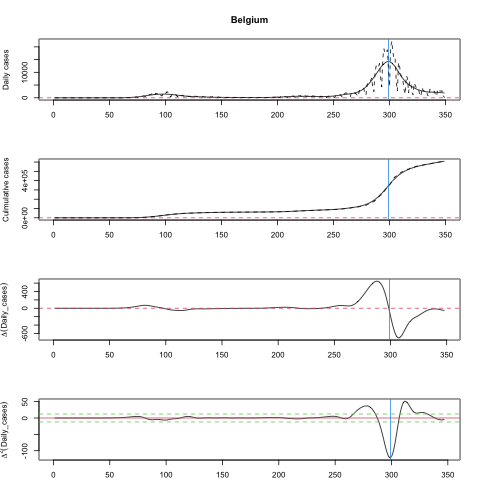 Belgium
Daily cases
10000
0
0 50 100 150 200 250 300 350
Culmulative cases
4e+05
0e+00
0 50 100 150 200 250 300 350
Δ(Daily_cases)
400
0
-600
0 50 100 150 200 250 300 350
Δ²(Daily_cases)
50
0
-100
0 50 100 150 200 250 300 350